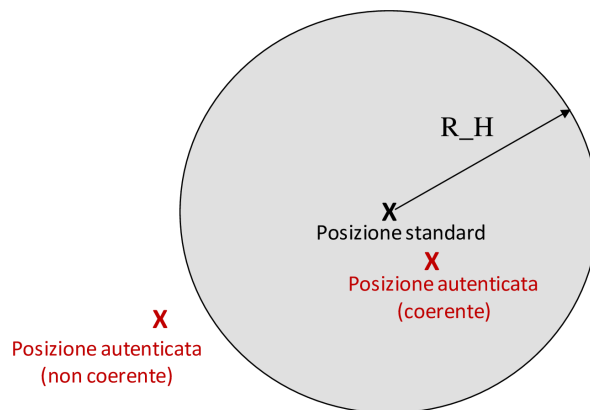 R_H
X
Posizione standard
X
Posizione autenticata
(coerente)
X
Posizione autenticata
(non coerente)